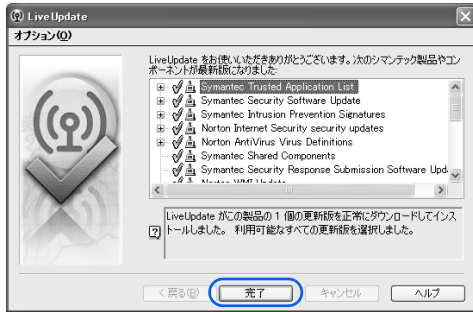 LiveUpdate
オプション(O)
LiveUpdate をお使いいただきありがとうございます。次のシマンテック製品やコン
ポーネントが最新版になりました:
Symantec Trusted Application List
Symantec Security Software Update
Symantec Intrusion Prevention Signatures
Norton Internet Security security updates
Norton AntiVirus Virus Definitions
Symantec Shared Components
Symantec Security Response Submission Software Upd
Norton WMI Update
LiveUpdate がこの製品の 1 個の更新版を正常にダウンロードしてインス
トールしました。 利用可能なすべての更新版を選択しました。
< 戻る(B) 完了 キャンセル ヘルプ